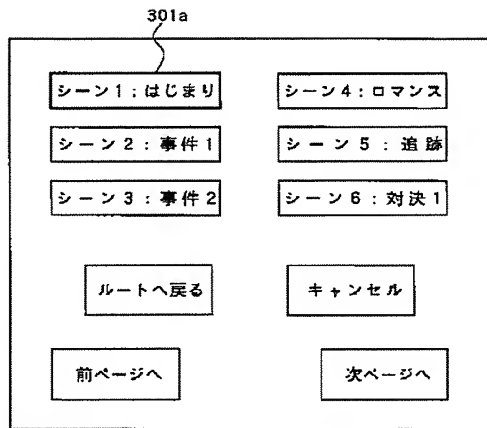 301a
シーン1:はじまり
シーン4:ロマンス
シーン2:事件1
シーン5:追跡
シーン3:事件2
シーン6:対決1
ルートへ戻る
キャンセル
前ページへ
次ページへ